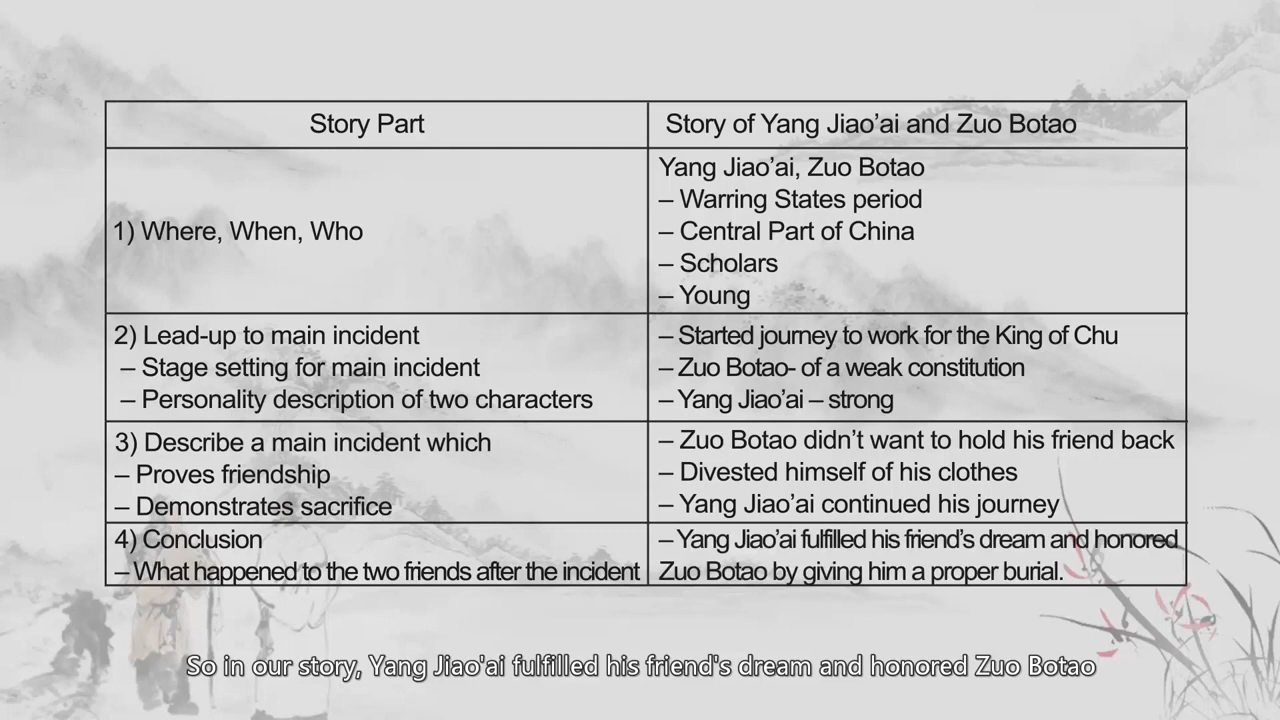 Story Part
Story of Yang Jiao’ai and Zuo Botao
1) Where, When, Who
Yang Jiao’ai, Zuo Botao
– Warring States period
– Central Part of China
– Scholars
– Young
2) Lead-up to main incident
– Stage setting for main incident
– Personality description of two characters
– Started journey to work for the King of Chu
– Zuo Botao- of a weak constitution
– Yang Jiao’ai – strong
3) Describe a main incident which
– Proves friendship
– Demonstrates sacrifice
– Zuo Botao didn’t want to hold his friend back
– Divested himself of his clothes
– Yang Jiao’ai continued his journey
4) Conclusion
– What happened to the two friends after the incident
– Yang Jiao’ai fulfilled his friend’s dream and honored
Zuo Botao by giving him a proper burial.
So in our story, Yang Jiao'ai fulfilled his friend's dream and honored Zuo Botao